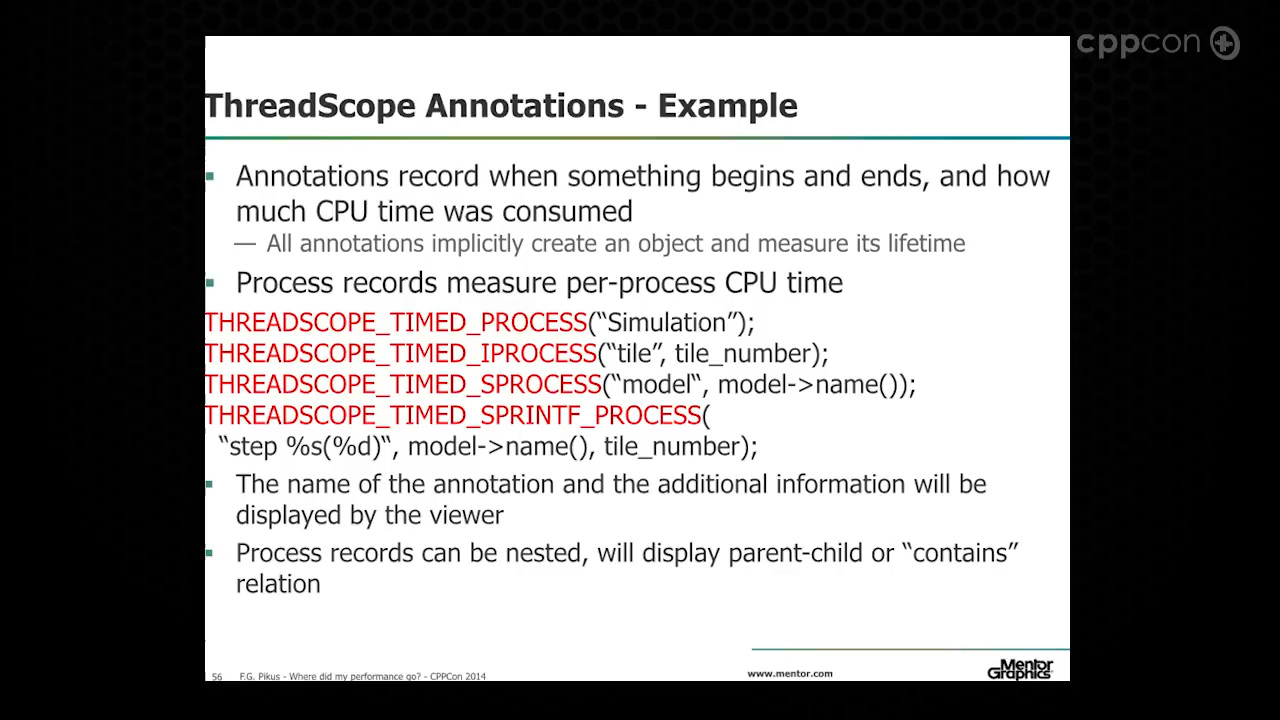 cppcon
ThreadScope Annotations - Example
▪ Annotations record when something begins and ends, and how
much CPU time was consumed
— All annotations implicitly create an object and measure its lifetime
▪ Process records measure per-process CPU time
THREADSCOPE_TIMED_PROCESS(“Simulation”);
THREADSCOPE_TIMED_IPROCESS(“tile”, tile_number);
THREADSCOPE_TIMED_SPROCESS(“model“, model->name());
THREADSCOPE_TIMED_SPRINTF_PROCESS(
“step %s(%d)“, model->name(), tile_number);
▪ The name of the annotation and the additional information will be
displayed by the viewer
▪ Process records can be nested, will display parent-child or “contains”
relation
56 F.G. Pikus - Where did my performance go? - CPPCon 2014
www.mentor.com
Mentor
Graphics